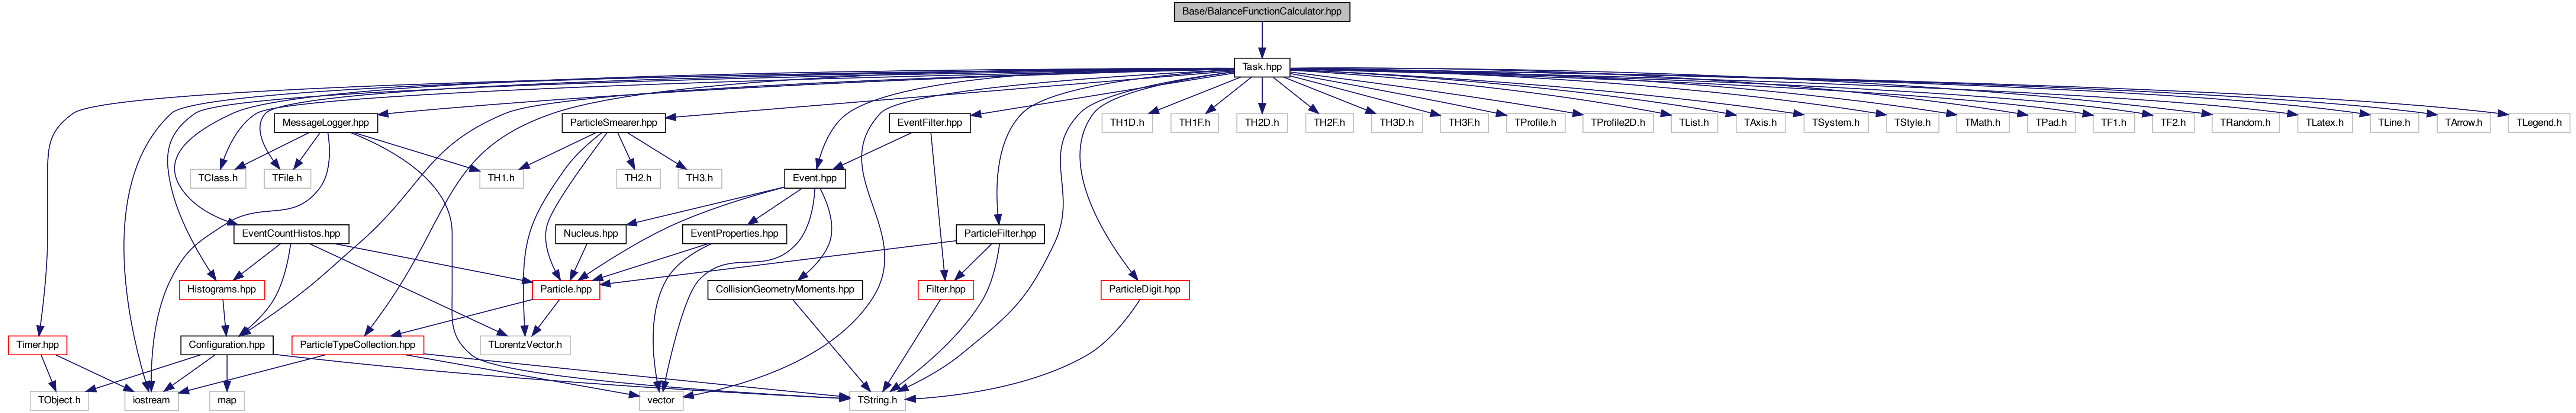 Base/BalanceFunctionCalculator.hpp
Task.hpp
MessageLogger.hpp
ParticleSmearer.hpp
EventFilter.hpp
TH1D.h
TH1F.h
TH2D.h
TH2F.h
TH3D.h
TH3F.h
TProfile.h
TProfile2D.h
TList.h
TAxis.h
TSystem.h
TStyle.h
TMath.h
TPad.h
TF1.h
TF2.h
TRandom.h
TLatex.h
TLine.h
TArrow.h
TLegend.h
TClass.h
TFile.h
TH1.h
TH2.h
TH3.h
Event.hpp
EventCountHistos.hpp
Nucleus.hpp
EventProperties.hpp
ParticleFilter.hpp
Histograms.hpp
Particle.hpp
CollisionGeometryMoments.hpp
Filter.hpp
ParticleDigit.hpp
Timer.hpp
Configuration.hpp
ParticleTypeCollection.hpp
TLorentzVector.h
TObject.h
iostream
map
vector
TString.h